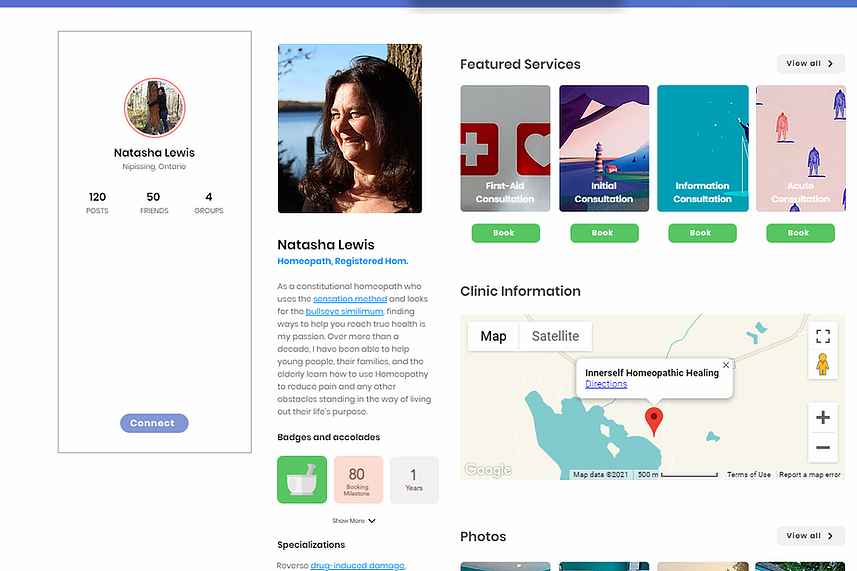 Natasha Lewis
Nipissing, Ontario
120
50
4
POSTS
FRIENDS
GROUPS
Connect
Natasha Lewis
Homeopath, Registered Hom.
As a constitutional homeopath who
uses the sensation method and looks
for the bullseye similimum, finding
ways to help you reach true health is
my passion. Over more than a
decade, I have been able to help
young people, their families, and the
elderly learn how to use Homeopathy
to reduce pain and any other
obstacles standing in the way of living
out their life's purpose.
Badges and accolades
80
Booking
Milestone
1
Years
Show More
Specializations
Reverse drug-induced damage,
Featured Services
View all
First-Aid
Consultation
Initial
Consultation
Information
Consultation
Acute
Consultation
Book
Book
Book
Book
Clinic Information
Map
Satellite
Innerself Homeopathic Healing
Directions
Google
Map data ©2021
500 m
Terms of Use
Report a map error
Photos
View all